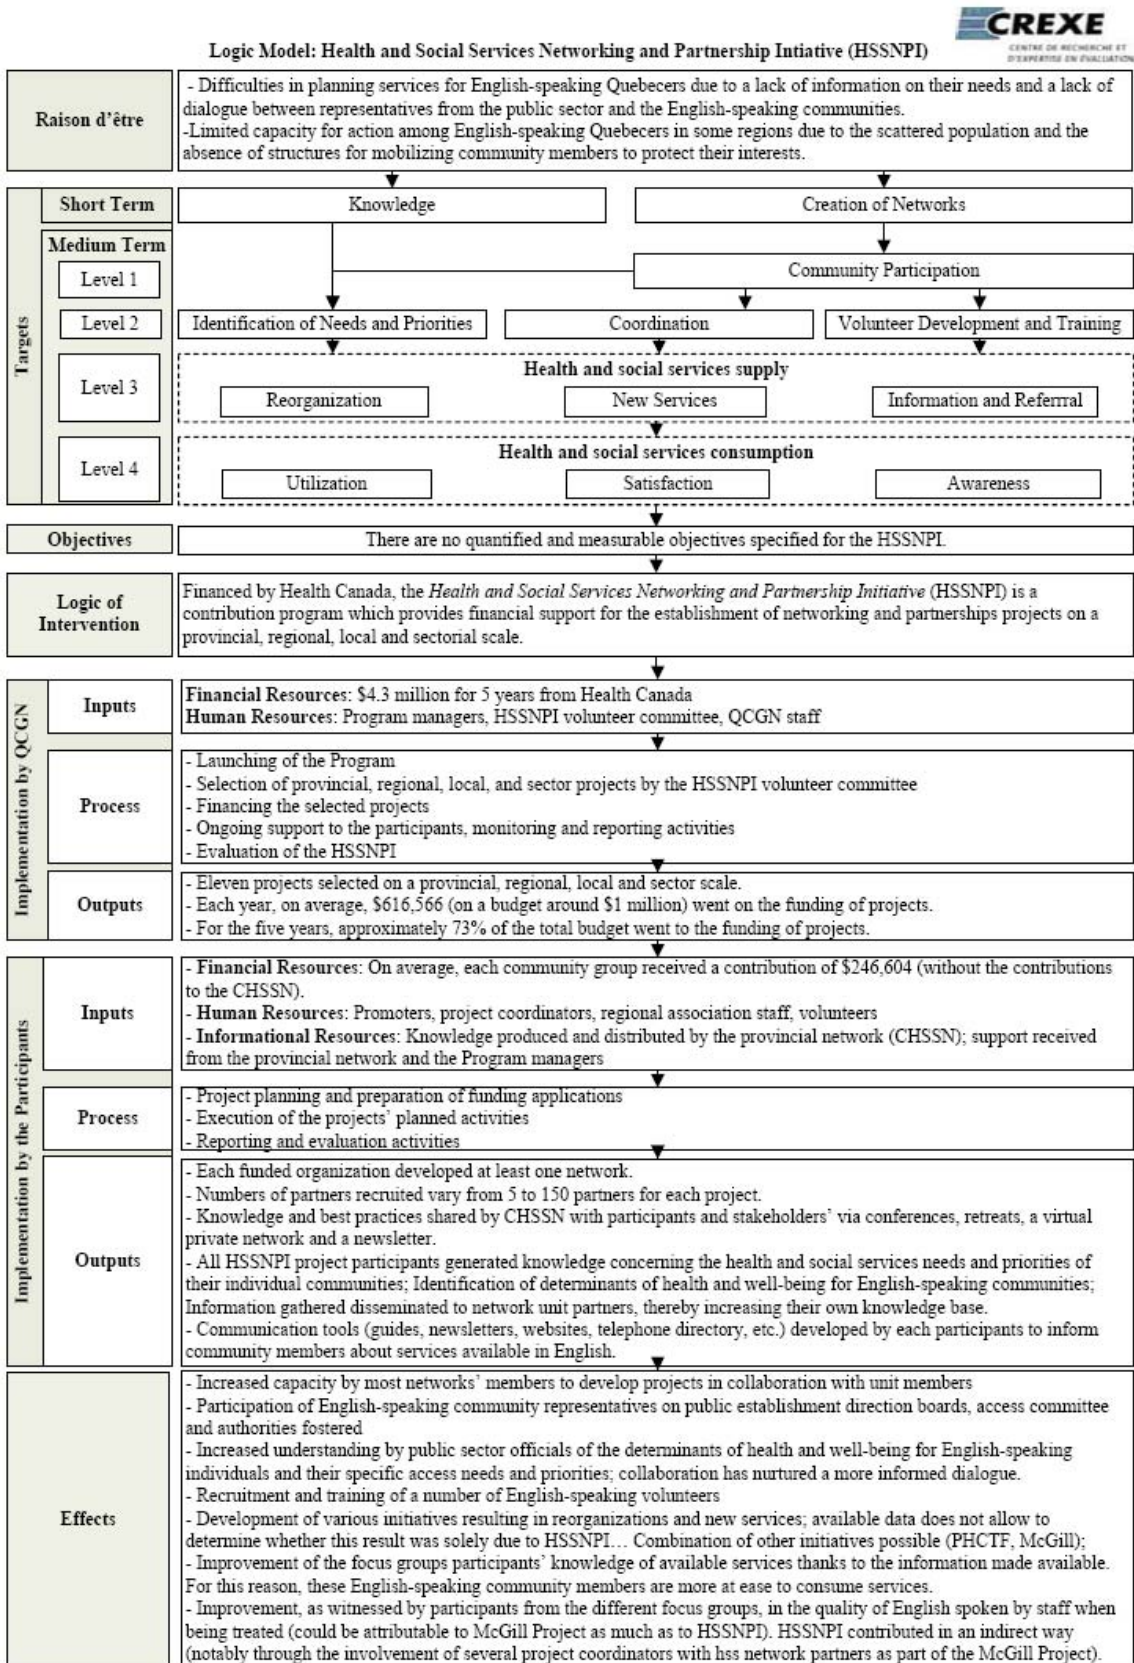 CREXE
CENTRE DE RECHERCHE ET
D'EXPERTISE EN ÉVALUATION
Logic Model: Health and Social Services Networking and Partnership Intiative (HSSNPI)
Raison d'être
- Difficulties in planning services for English-speaking Quebecers due to a lack of information on their needs and a lack of
dialogue between representatives from the public sector and the English-speaking communities.
-Limited capacity for action among English-speaking Quebecers in some regions due to the scattered population and the
absence of structures for mobilizing community members to protect their interests.
Targets
Short Term
Knowledge
Creation of Networks
Medium Term
Level 1
Community Participation
Level 2
Identification of Needs and Priorities
Coordination
Volunteer Development and Training
Level 3
Health and social services supply
Reorganization
New Services
Information and Referrral
Level 4
Health and social services consumption
Utilization
Satisfaction
Awareness
Objectives
There are no quantified and measurable objectives specified for the HSSNPI.
Logic of
Intervention
Financed by Health Canada, the Health and Social Services Networking and Partnership Initiative (HSSNPI) is a
contribution program which provides financial support for the establishment of networking and partnerships projects on a
provincial, regional, local and sectorial scale.
Implementation by QCGN
Inputs
Financial Resources: $4.3 million for 5 years from Health Canada
Human Resources: Program managers, HSSNPI volunteer committee, QCGN staff
Process
- Launching of the Program
- Selection of provincial, regional, local, and sector projects by the HSSNPI volunteer committee
- Financing the selected projects
- Ongoing support to the participants, monitoring and reporting activities
- Evaluation of the HSSNPI
Outputs
- Eleven projects selected on a provincial, regional, local and sector scale.
- Each year, on average, $616,566 (on a budget around $1 million) went on the funding of projects.
- For the five years, approximately 73% of the total budget went to the funding of projects.
Implementation by the Participants
Inputs
- Financial Resources: On average, each community group received a contribution of $246,604 (without the contributions
to the CHSSN).
- Human Resources: Promoters, project coordinators, regional association staff, volunteers
- Informational Resources: Knowledge produced and distributed by the provincial network (CHSSN); support received
from the provincial network and the Program managers
Process
- Project planning and preparation of funding applications
- Execution of the projects' planned activities
- Reporting and evaluation activities
Outputs
- Each funded organization developed at least one network.
- Numbers of partners recruited vary from 5 to 150 partners for each project.
- Knowledge and best practices shared by CHSSN with participants and stakeholders' via conferences, retreats, a virtual
private network and a newsletter.
- All HSSNPI project participants generated knowledge concerning the health and social services needs and priorities of
their individual communities; Identification of determinants of health and well-being for English-speaking communities;
Information gathered disseminated to network unit partners, thereby increasing their own knowledge base.
- Communication tools (guides, newsletters, websites, telephone directory, etc.) developed by each participants to inform
community members about services available in English.
Effects
- Increased capacity by most networks' members to develop projects in collaboration with unit members
- Participation of English-speaking community representatives on public establishment direction boards, access committee
and authorities fostered
- Increased understanding by public sector officials of the determinants of health and well-being for English-speaking
individuals and their specific access needs and priorities; collaboration has nurtured a more informed dialogue.
- Recruitment and training of a number of English-speaking volunteers
- Development of various initiatives resulting in reorganizations and new services; available data does not allow to
determine whether this result was solely due to HSSNPI… Combination of other initiatives possible (PHCTF, McGill);
- Improvement of the focus groups participants' knowledge of available services thanks to the information made available.
For this reason, these English-speaking community members are more at ease to consume services.
- Improvement, as witnessed by participants from the different focus groups, in the quality of English spoken by staff when
being treated (could be attributable to McGill Project as much as to HSSNPI). HSSNPI contributed in an indirect way
(notably through the involvement of several project coordinators with hss network partners as part of the McGill Project).